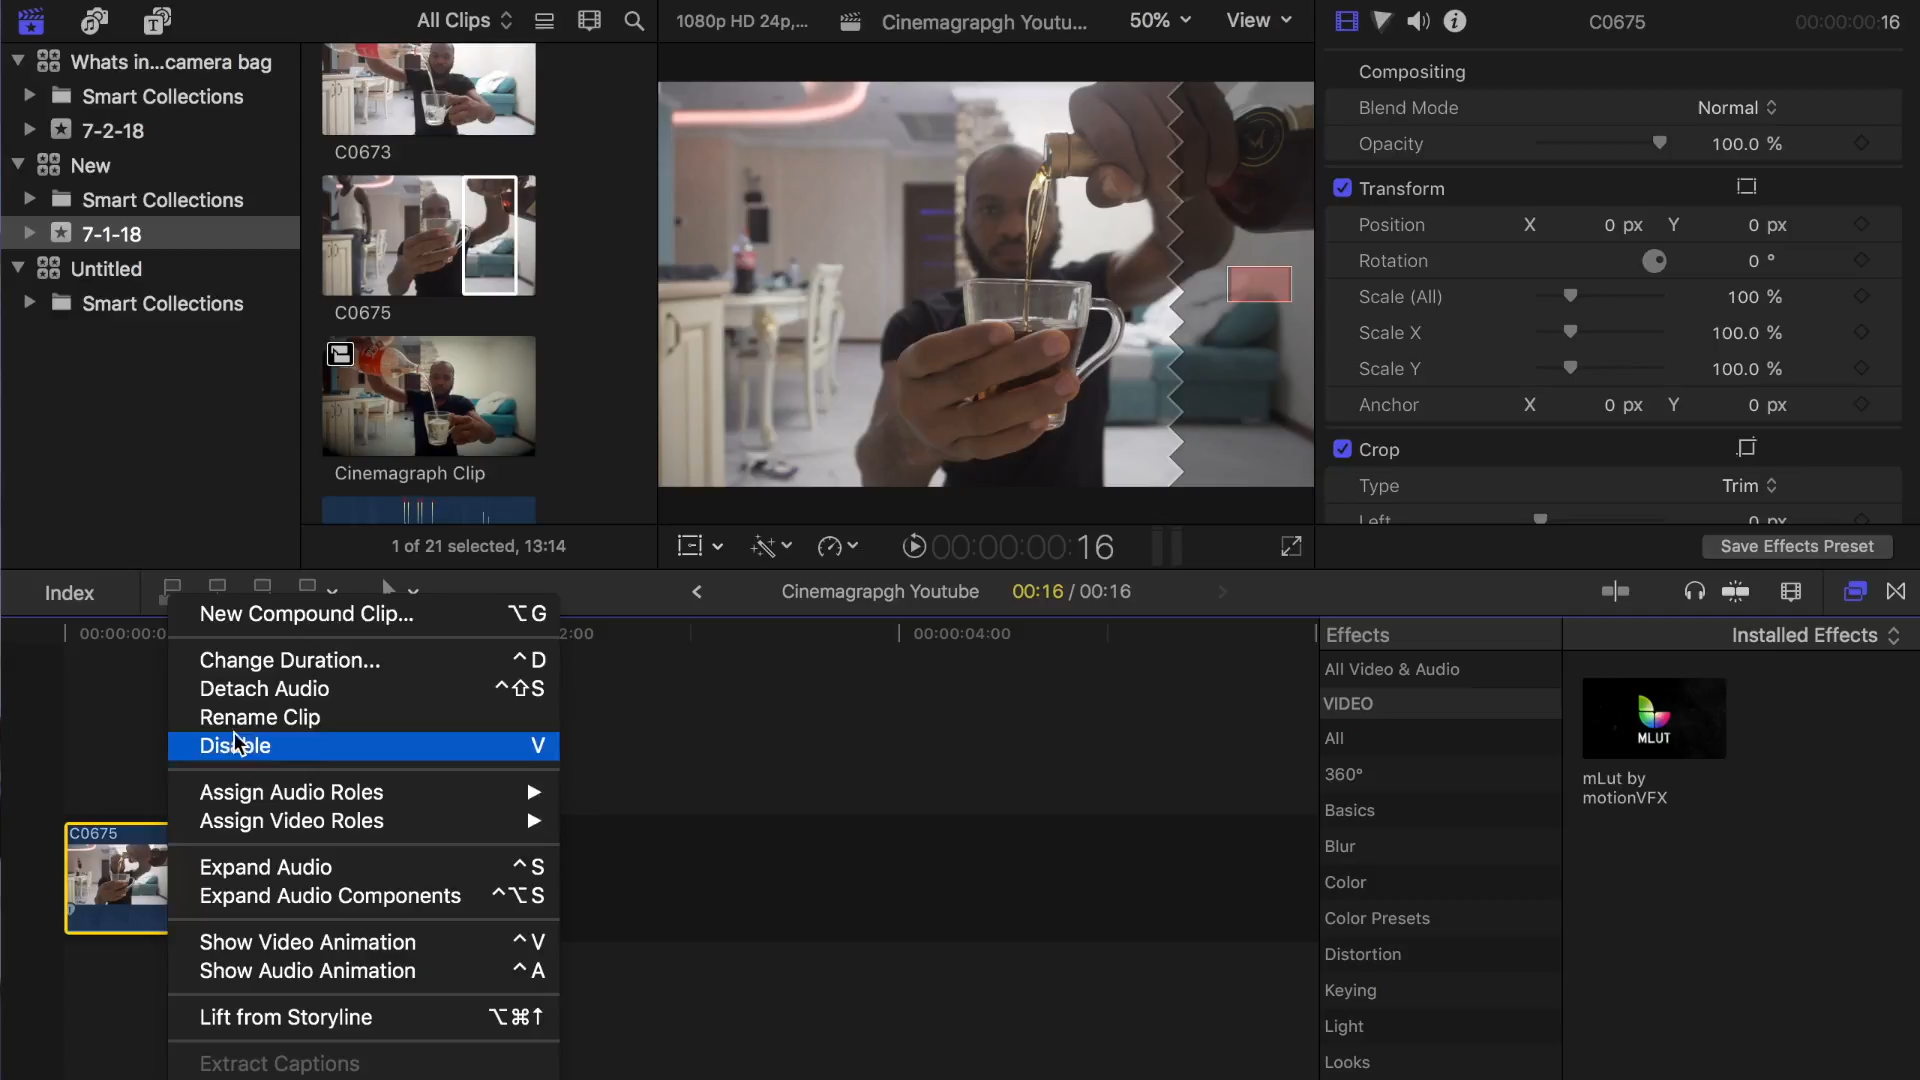 All Clips
1080p HD 24p,...
Cinemagrapgh Youtu...
50%
View
C0675
00:00:00:16
Whats in...camera bag
Smart Collections
7-2-18
New
Smart Collections
7-1-18
Untitled
Smart Collections
C0673
C0675
Cinemagraph Clip
1 of 21 selected, 13:14
00:00:00:16
Compositing
Blend Mode
Normal
Opacity
100.0 %
Transform
Position X 0 px Y 0 px
Rotation 0 °
Scale (All) 100 %
Scale X 100.0 %
Scale Y 100.0 %
Anchor X 0 px Y 0 px
Crop
Type Trim
Left 0 px
Save Effects Preset
Index
Cinemagrapgh Youtube 00:16 / 00:16
00:00:00:0
2:00
00:00:04:00
New Compound Clip... ⌥G
Change Duration... ^D
Detach Audio ^⇧S
Rename Clip
Disable V
Assign Audio Roles
Assign Video Roles
Expand Audio ^S
Expand Audio Components ^⌥S
Show Video Animation ^V
Show Audio Animation ^A
Lift from Storyline ⌥⌘↑
Extract Captions
C0675
Effects
Installed Effects
All Video & Audio
VIDEO
All
360°
Basics
Blur
Color
Color Presets
Distortion
Keying
Light
Looks
MLUT
mLut by
motionVFX